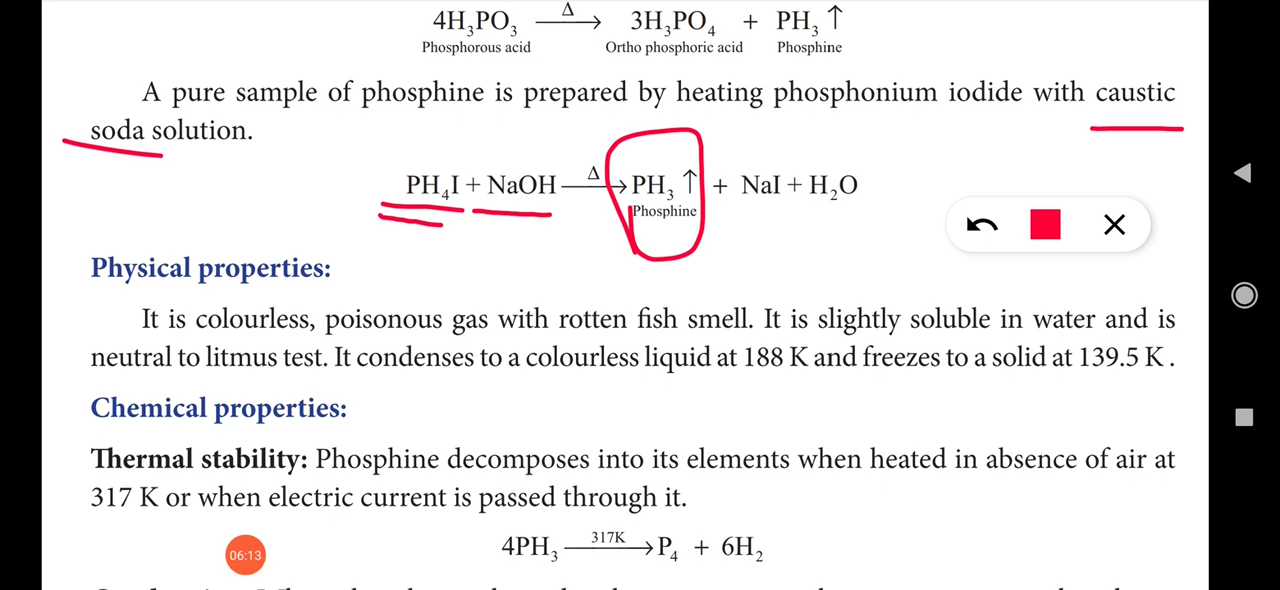 4H₃PO₃ —Δ→ 3H₃PO₄ + PH₃ ↑
Phosphorous acid Ortho phosphoric acid Phosphine
A pure sample of phosphine is prepared by heating phosphonium iodide with caustic
soda solution.
PH₄I + NaOH —Δ→ PH₃ ↑ + NaI + H₂O
Phosphine
Physical properties:
It is colourless, poisonous gas with rotten fish smell. It is slightly soluble in water and is
neutral to litmus test. It condenses to a colourless liquid at 188 K and freezes to a solid at 139.5 K .
Chemical properties:
Thermal stability: Phosphine decomposes into its elements when heated in absence of air at
317 K or when electric current is passed through it.
4PH₃ —317K→ P₄ + 6H₂
06:13